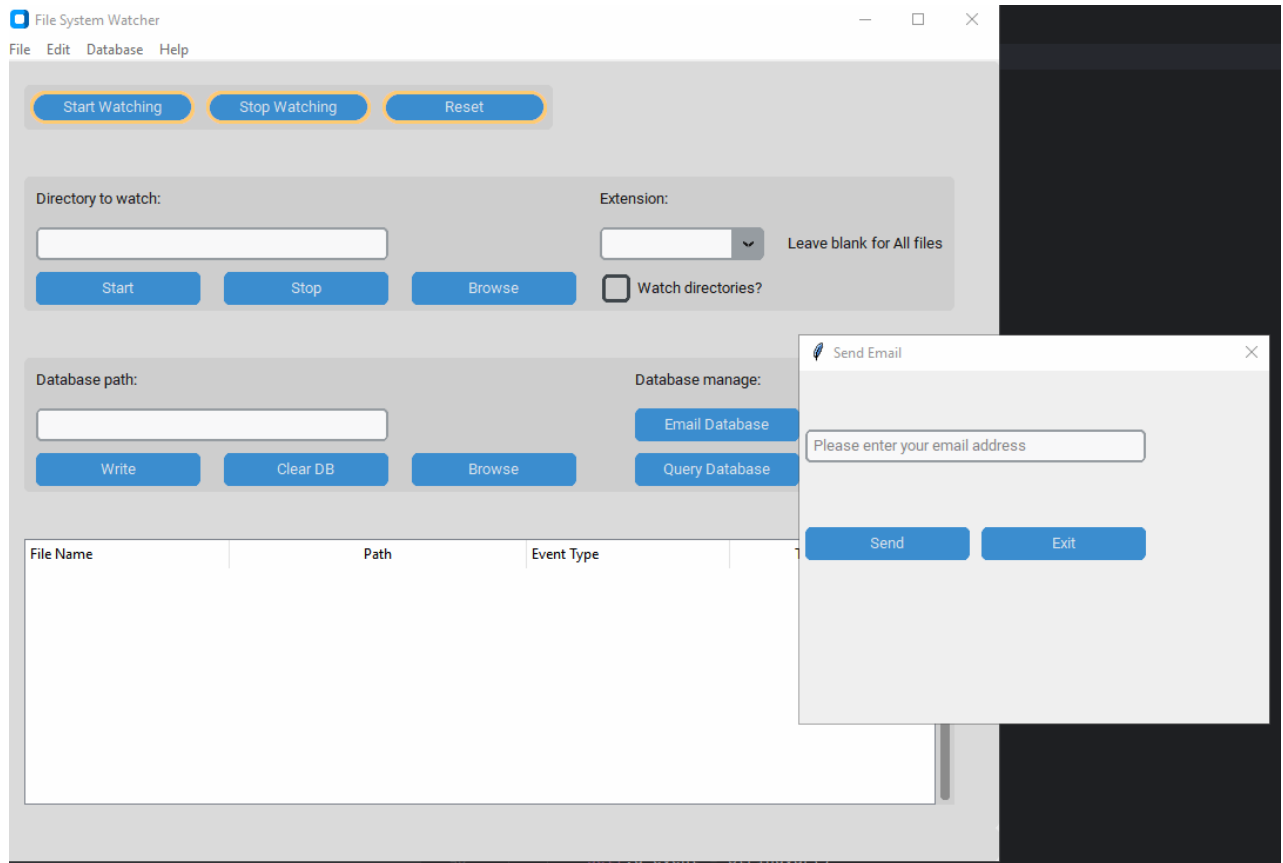 File System Watcher
File Edit Database Help
Start Watching Stop Watching Reset
Directory to watch: Extension:
Leave blank for All files
Start Stop Browse Watch directories?
Send Email
Database path: Database manage:
Email Database
Please enter your email address
Write Clear DB Browse Query Database
Send Exit
File Name Path Event Type